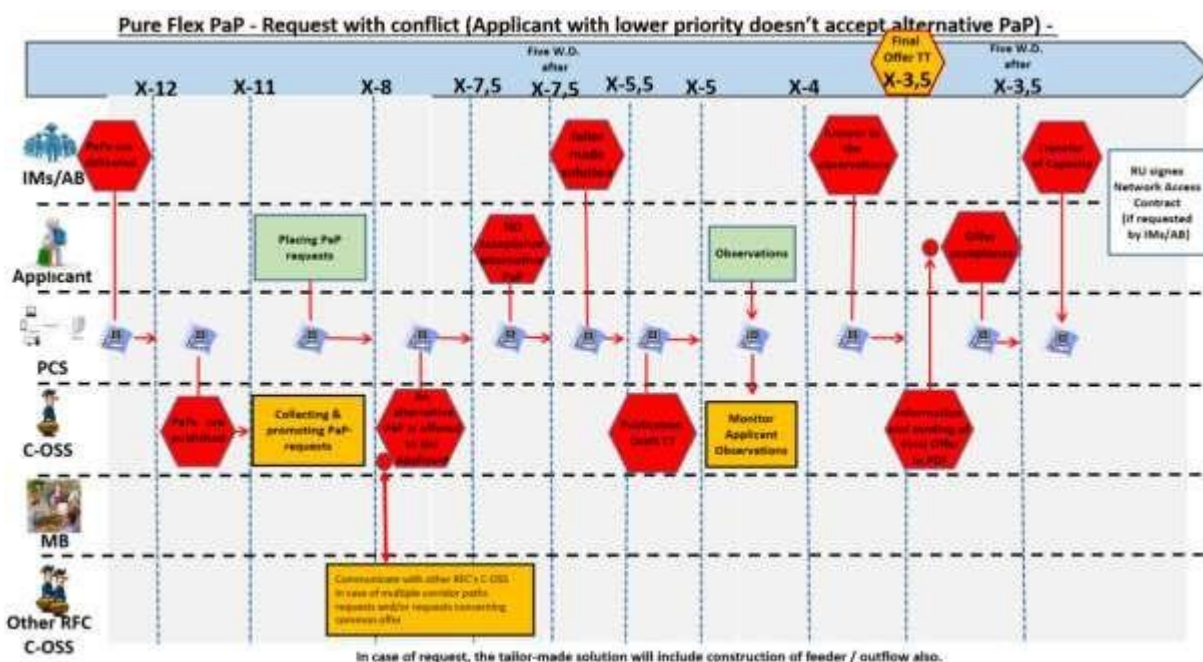 Pure Flex PaP - Request with conflict (Applicant with lower priority doesn't accept alternative PaP) -
Five W.D.
after
Final
Offer TT
Five W.D.
after
X-12
X-11
X-8
X-7,5
X-7,5
X-5,5
X-5
X-4
X-3,5
X-3,5
IMs/AB
PaPs are
Tailor
made
solution
Answer to
the
observations
Transfer
of Capacity
RU signes
Network Access
Contract
(if requested
by IMs/AB)
Applicant
Placing PaP
requests
NO
alternative
PaP
Observations
Offer
acceptance
PCS
C-OSS
PaPs are
published
Collecting &
promoting PaP-
requests
An
alternative
PaP is offered
to the
Applicant
Publication
Draft TT
Monitor
Applicant
Observations
Information
and sending of
Final Offer
in PDF
MB
Other RFC
C-OSS
Communicate with other RFC's C-OSS
In case of multiple corridor paths
requests and/or requests concerning
common offer
In case of request, the tailor-made solution will include construction of feeder / outflow also.